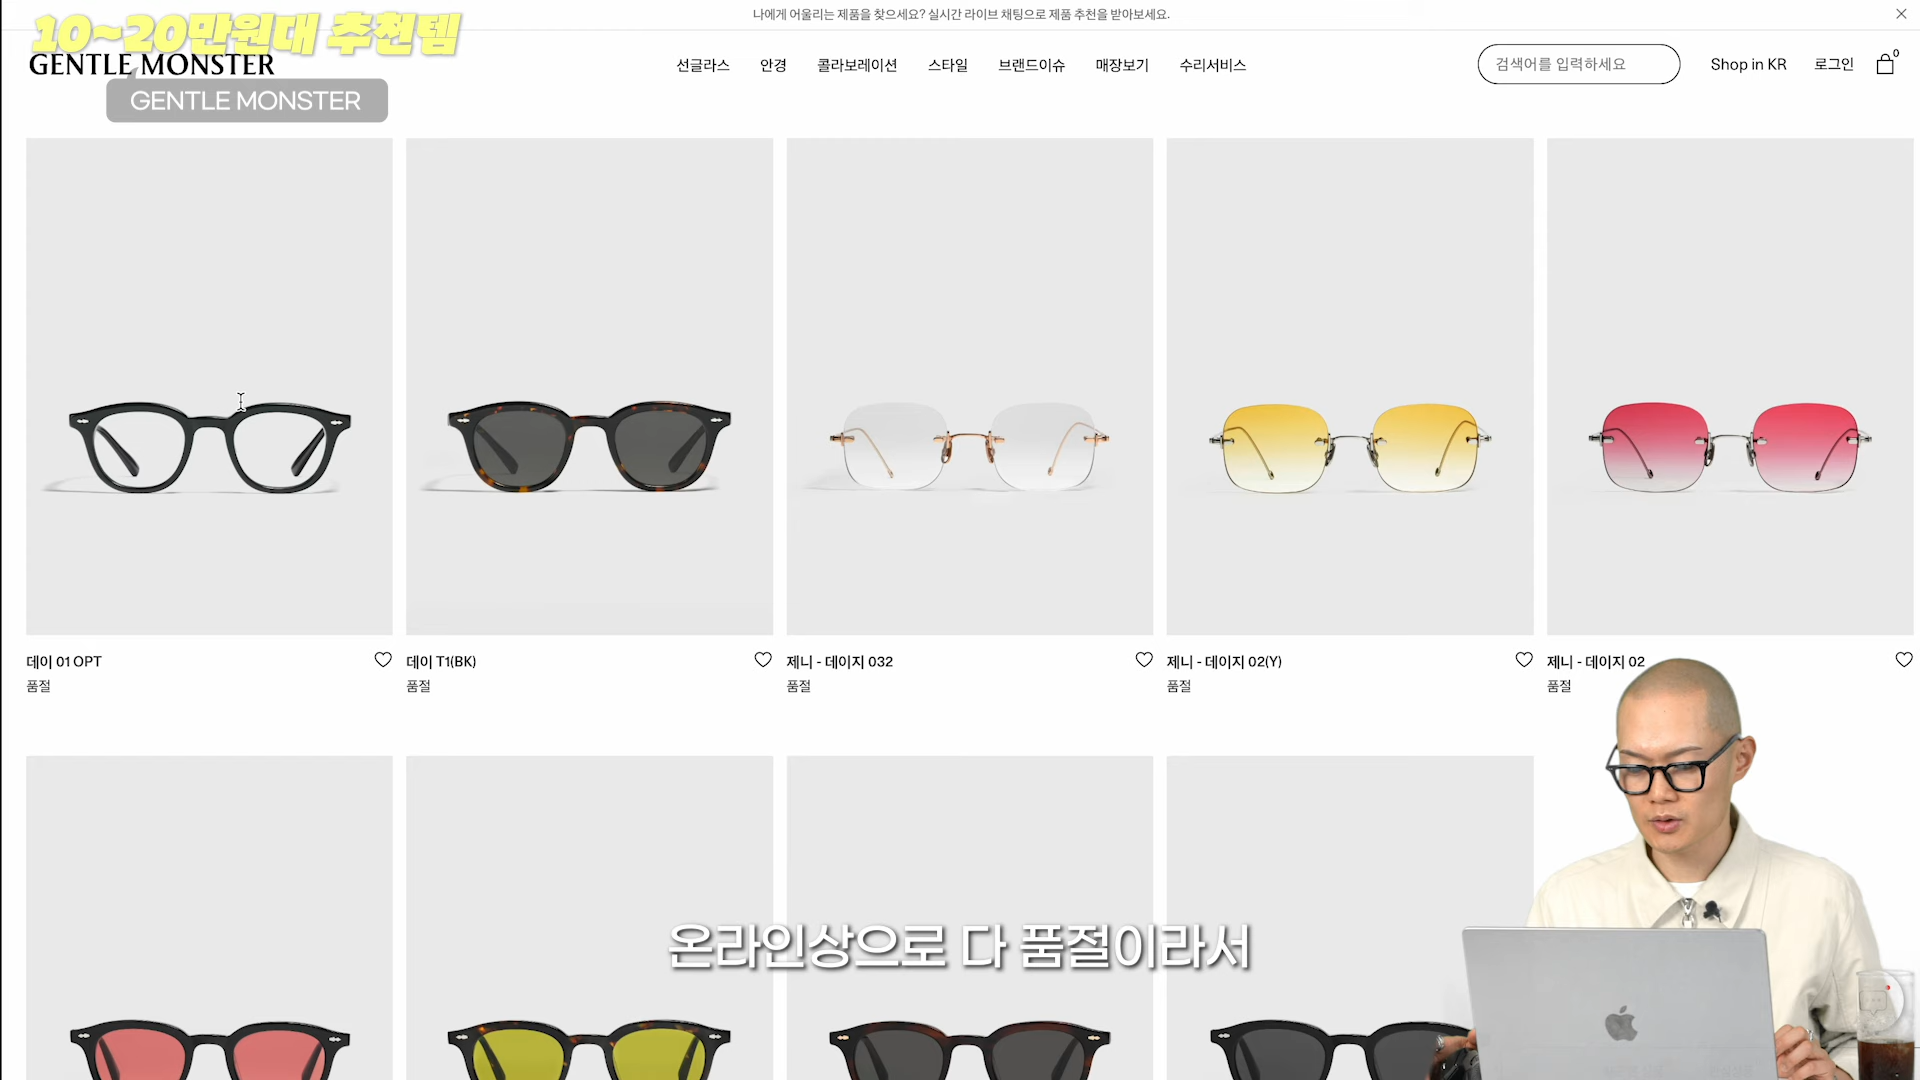 나에게 어울리는 제품을 찾으세요? 실시간 라이브 채팅으로 제품 추천을 받아보세요.
10~20만원대 추천템
GENTLE MONSTER
선글라스 안경 콜라보레이션 스타일 브랜드이슈 매장보기 수리서비스
검색어를 입력하세요
Shop in KR 로그인 0
GENTLE MONSTER
데이 01 OPT
품절
데이 T1(BK)
품절
제니 - 데이지 032
품절
제니 - 데이지 02(Y)
품절
제니 - 데이지 02
품절
온라인상으로 다 품절이라서